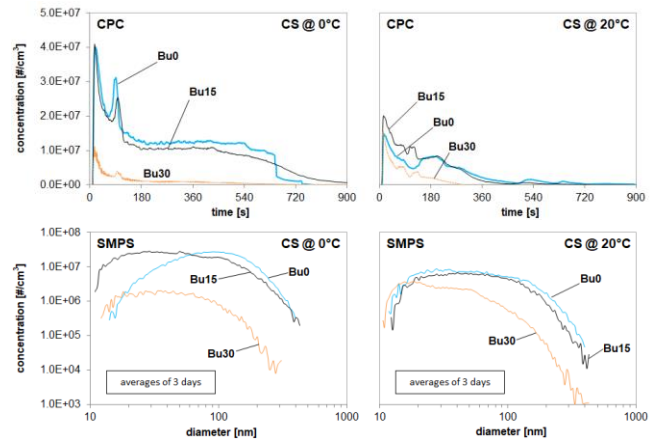 CPC CS @ 0°C
concentration [#/cm³]
5.0E+07
4.0E+07
3.0E+07
2.0E+07
1.0E+07
0.0E+00
Bu0
Bu15
Bu30
0 180 360 540 720 900
time [s]
CPC CS @ 20°C
Bu15
Bu0
Bu30
0 180 360 540 720 900
time [s]
SMPS CS @ 0°C
concentration [#/cm³]
1.0E+08
1.0E+07
1.0E+06
1.0E+05
1.0E+04
1.0E+03
Bu15
Bu0
Bu30
averages of 3 days
10 100 1000
diameter [nm]
SMPS CS @ 20°C
Bu0
Bu30
Bu15
averages of 3 days
10 100 1000
diameter [nm]